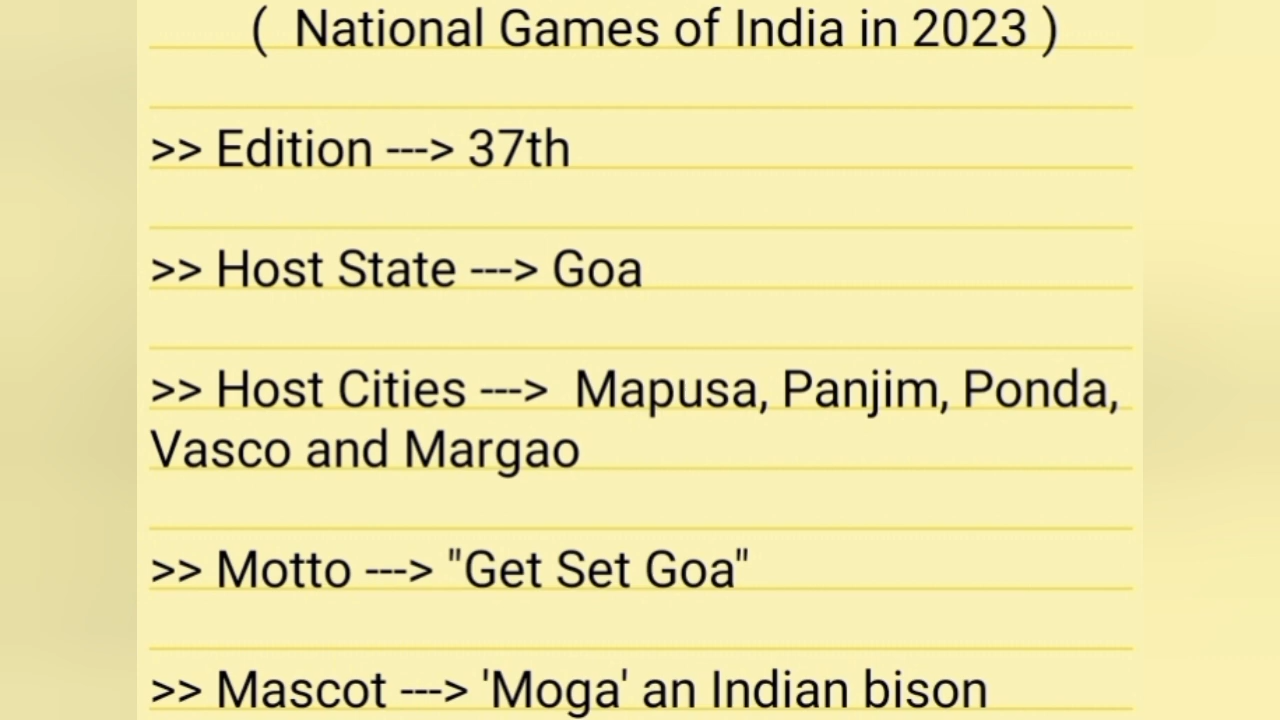 ( National Games of India in 2023 )
>> Edition ---> 37th
>> Host State ---> Goa
>> Host Cities ---> Mapusa, Panjim, Ponda,
Vasco and Margao
>> Motto ---> "Get Set Goa"
>> Mascot ---> 'Moga' an Indian bison